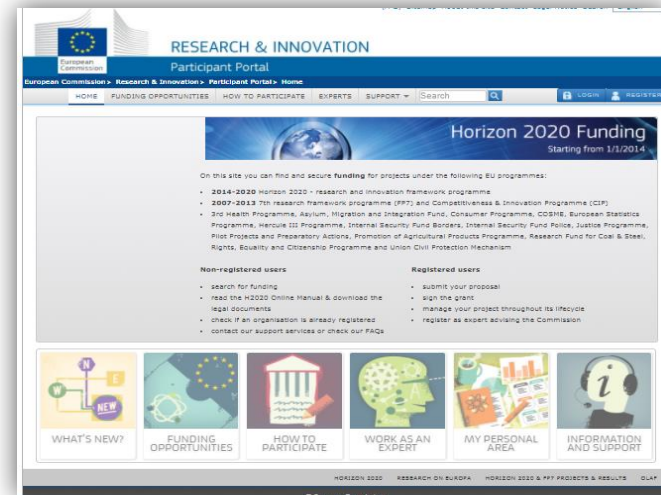 European
Commission
RESEARCH & INNOVATION
Participant Portal
European Commission > Research & Innovation > Participant Portal > Home
HOME FUNDING OPPORTUNITIES HOW TO PARTICIPATE EXPERTS SUPPORT Search LOGIN REGISTER
Horizon 2020 Funding
Starting from 1/1/2014
On this site you can find and secure funding for projects under the following EU programmes:
• 2014-2020 Horizon 2020 - research and innovation framework programme
• 2007-2013 7th research framework programme (FP7) and Competitiveness & Innovation Programme (CIP)
• 3rd Health Programme, Asylum, Migration and Integration Fund, Consumer Programme, COSME, European Statistics
Programme, Hercule III Programme, Internal Security Fund Borders, Internal Security Fund Police, Justice Programme,
Pilot Projects and Preparatory Actions, Promotion of Agricultural Products Programme, Research Fund for Coal & Steel,
Rights, Equality and Citizenship Programme and Union Civil Protection Mechanism
Non-registered users
• search for funding
• read the H2020 Online Manual & download the
legal documents
• check if an organisation is already registered
• contact our support services or check our FAQs
Registered users
• submit your proposal
• sign the grant
• manage your project throughout its lifecycle
• register as expert advising the Commission
N
E
W
NEW
WHAT'S NEW?
FUNDING
OPPORTUNITIES
HOW TO
PARTICIPATE
WORK AS AN
EXPERT
MY PERSONAL
AREA
INFORMATION
AND SUPPORT
HORIZON 2020 RESEARCH ON EUROPA HORIZON 2020 & FP7 PROJECTS & RESULTS OLAF